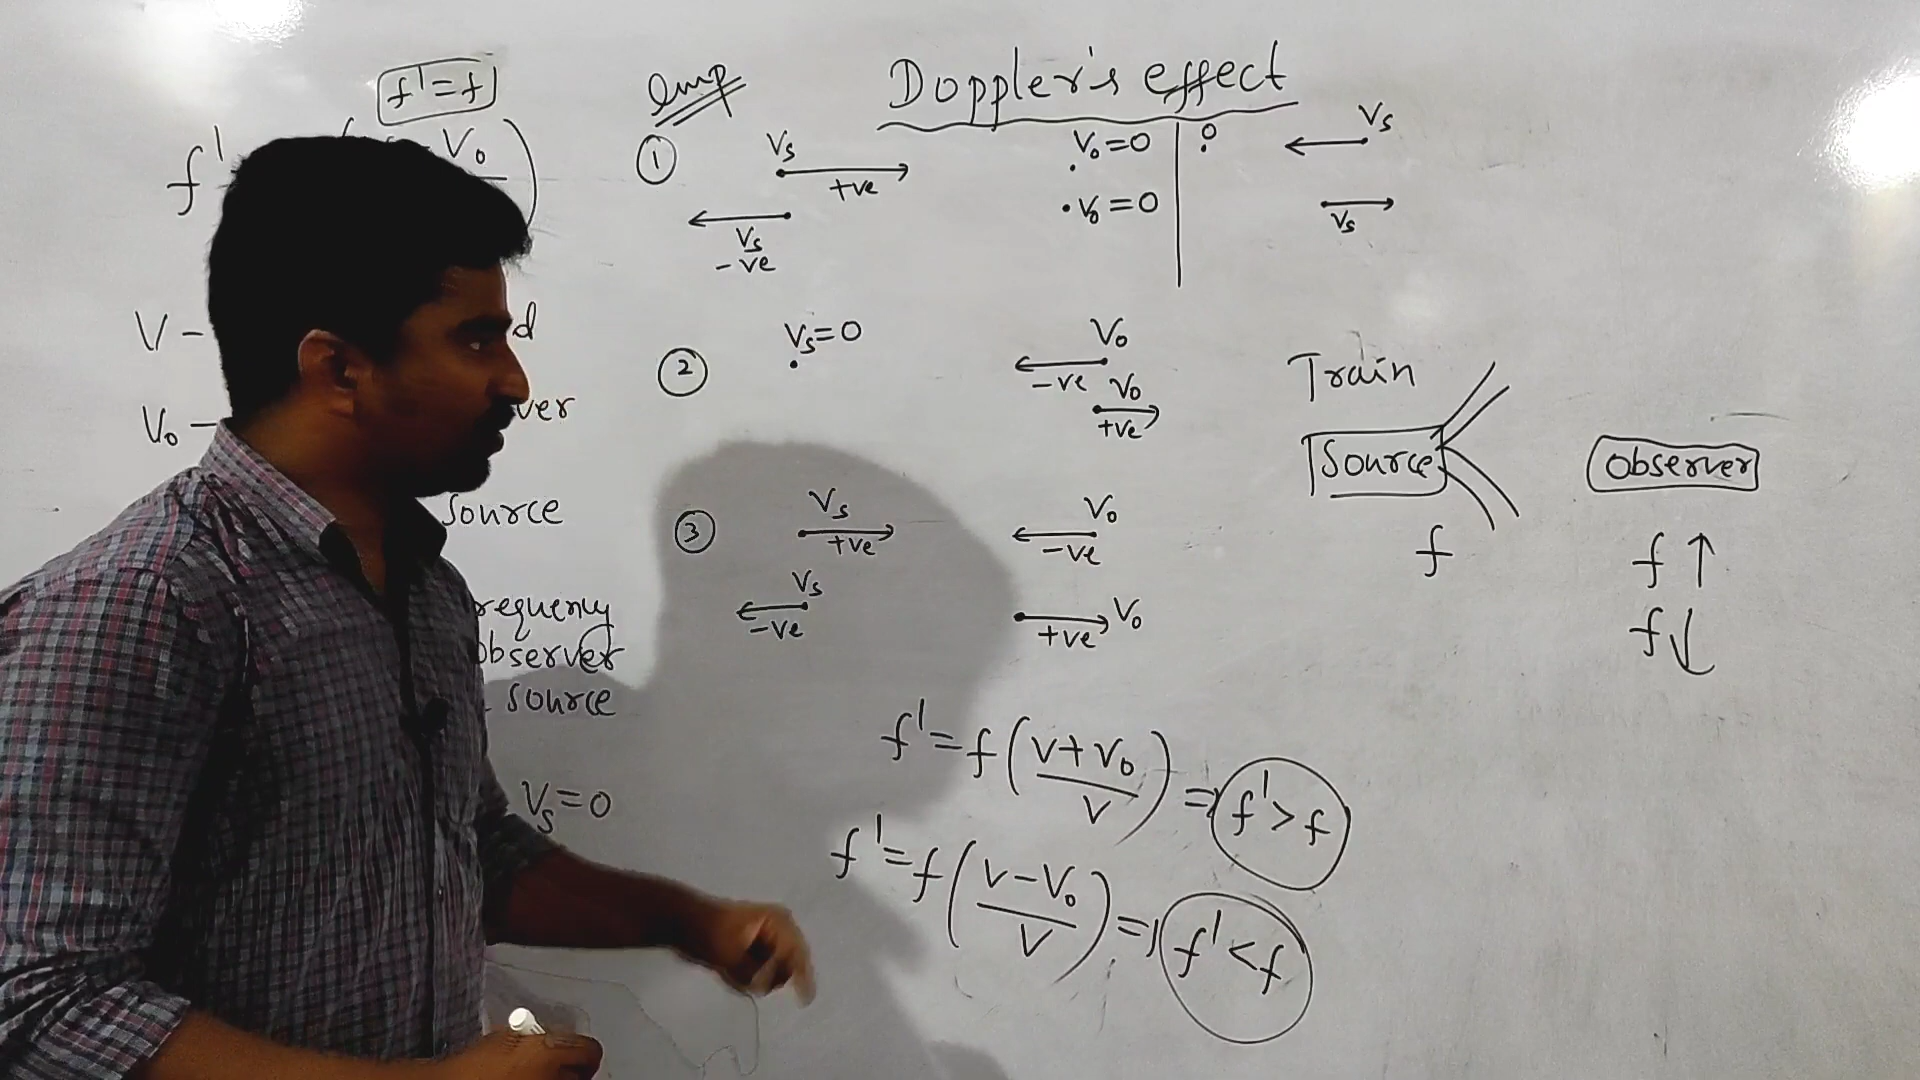 f' = f
Imp
Doppler's effect
f'
V₀
①
Vs
+ve
V₀ = 0
O
Vs
Vs
-ve
V₀ = 0
Vs
V -
d
②
Vs = 0
V₀
-ve
V₀
+ve
Train
V₀ -
ver
Source
Observer
Source
③
Vs
+ve
V₀
-ve
f
f ↑
Vs
-ve
V₀
+ve
f ↓
requency
observer
source
Vs = 0
f' = f (V + V₀ / V) ⇒ f' > f
f' = f (V - V₀ / V) ⇒ f' < f